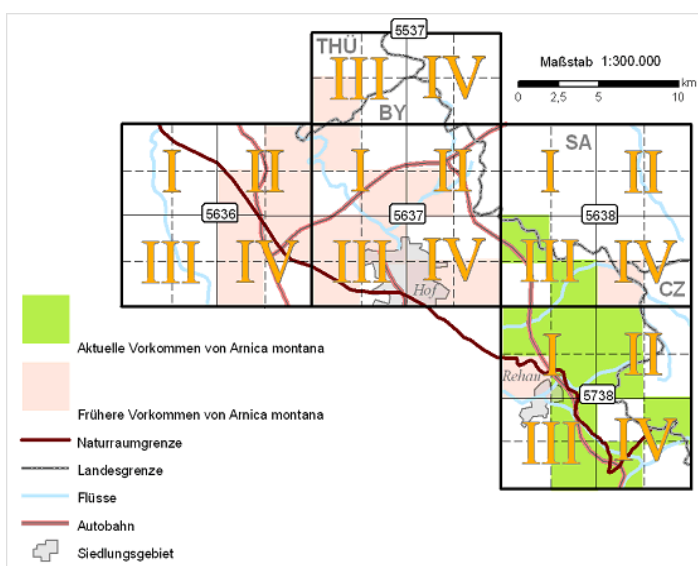 5537
THÜ
III IV
BY
Maßstab 1:300.000
km
0 2,5 5 10
SA
I II I II I II
5636 5637 5638
III IV III IV III IV
Hof
CZ
Aktuelle Vorkommen von Arnica montana
I II
Rehau
5738
III IV
Frühere Vorkommen von Arnica montana
Naturraumgrenze
Landesgrenze
Flüsse
Autobahn
Siedlungsgebiet